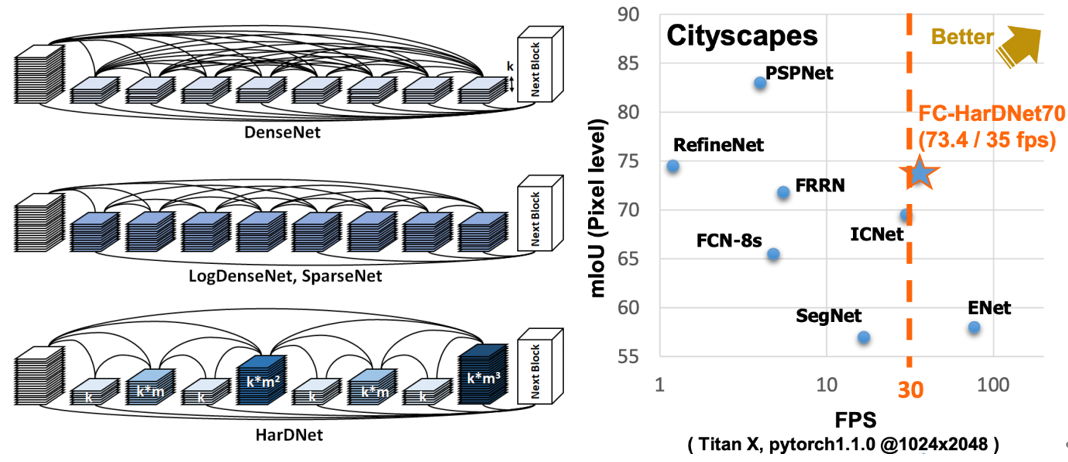 k
Next Block
DenseNet
Next Block
LogDenseNet, SparseNet
k
k*m
k
k*m²
k
k*m
k
k*m³
Next Block
HarDNet
90
85
80
75
70
65
60
55
mIoU (Pixel level)
Cityscapes
Better
PSPNet
FC-HarDNet70
(73.4 / 35 fps)
RefineNet
FRRN
ICNet
FCN-8s
SegNet
ENet
1
10
30
100
FPS
( Titan X, pytorch1.1.0 @1024x2048 )